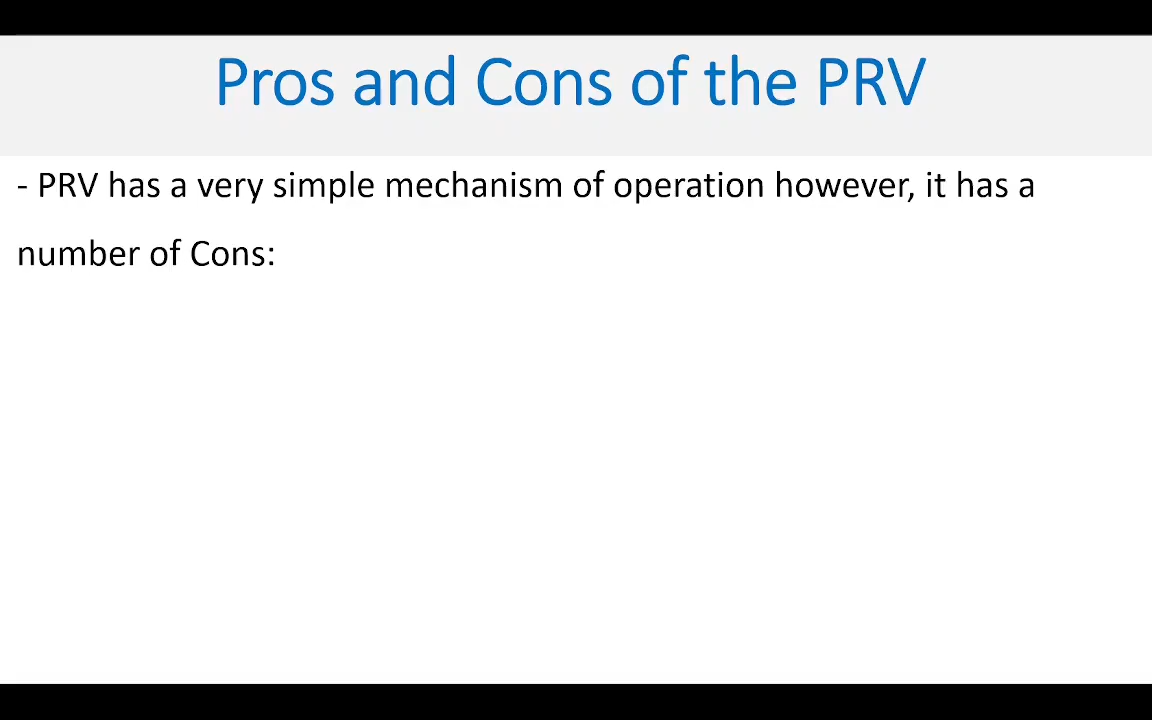 Pros and Cons of the PRV
- PRV has a very simple mechanism of operation however, it has a
number of Cons: